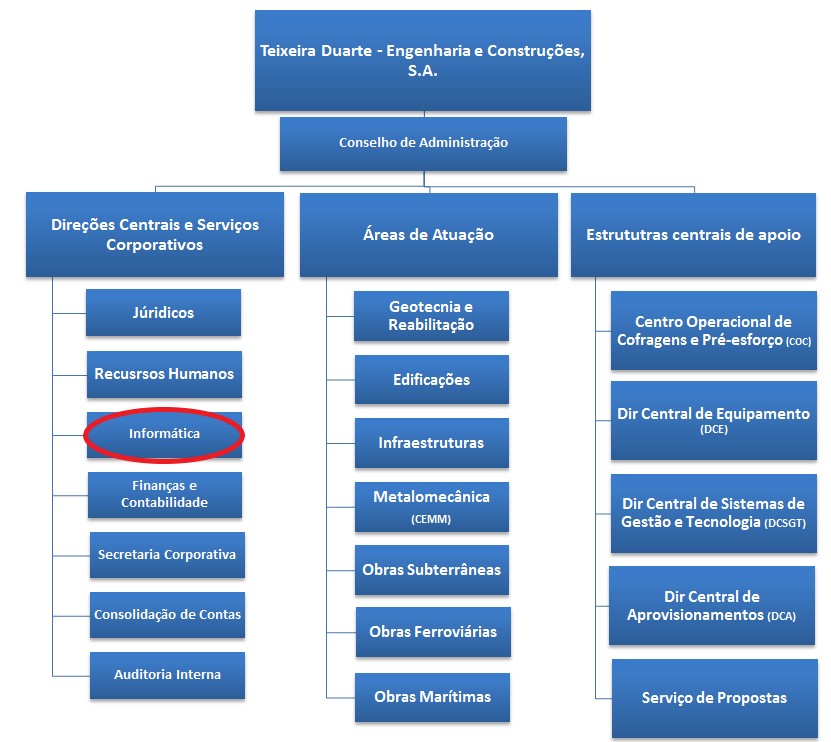 Teixeira Duarte - Engenharia e Construções,
S.A.
Conselho de Administração
Direções Centrais e Serviços
Corporativos
Júridicos
Recusrsos Humanos
Informática
Finanças e
Contabilidade
Secretaria Corporativa
Consolidação de Contas
Auditoria Interna
Áreas de Atuação
Geotecnia e
Reabilitação
Edificações
Infraestruturas
Metalomecânica
(CEMM)
Obras Subterrâneas
Obras Ferroviárias
Obras Marítimas
Estrututras centrais de apoio
Centro Operacional de
Cofragens e Pré-esforço (COC)
Dir Central de Equipamento
(DCE)
Dir Central de Sistemas de
Gestão e Tecnologia (DCSGT)
Dir Central de
Aprovisionamentos (DCA)
Serviço de Propostas